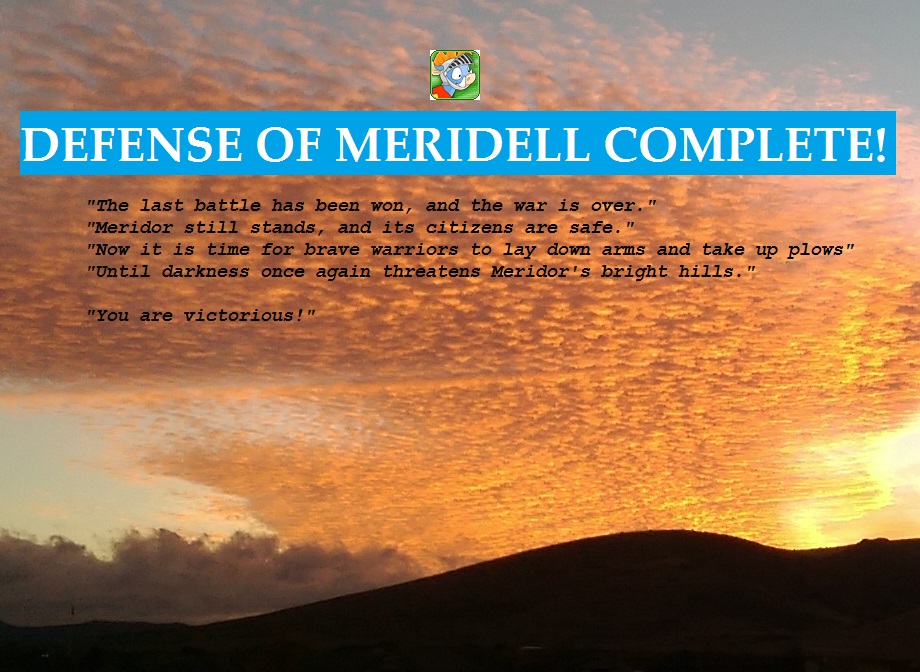 DEFENSE OF MERIDELL COMPLETE!
"The last battle has been won, and the war is over."
"Meridor still stands, and its citizens are safe."
"Now it is time for brave warriors to lay down arms and take up plows"
"Until darkness once again threatens Meridor's bright hills."
"You are victorious!"